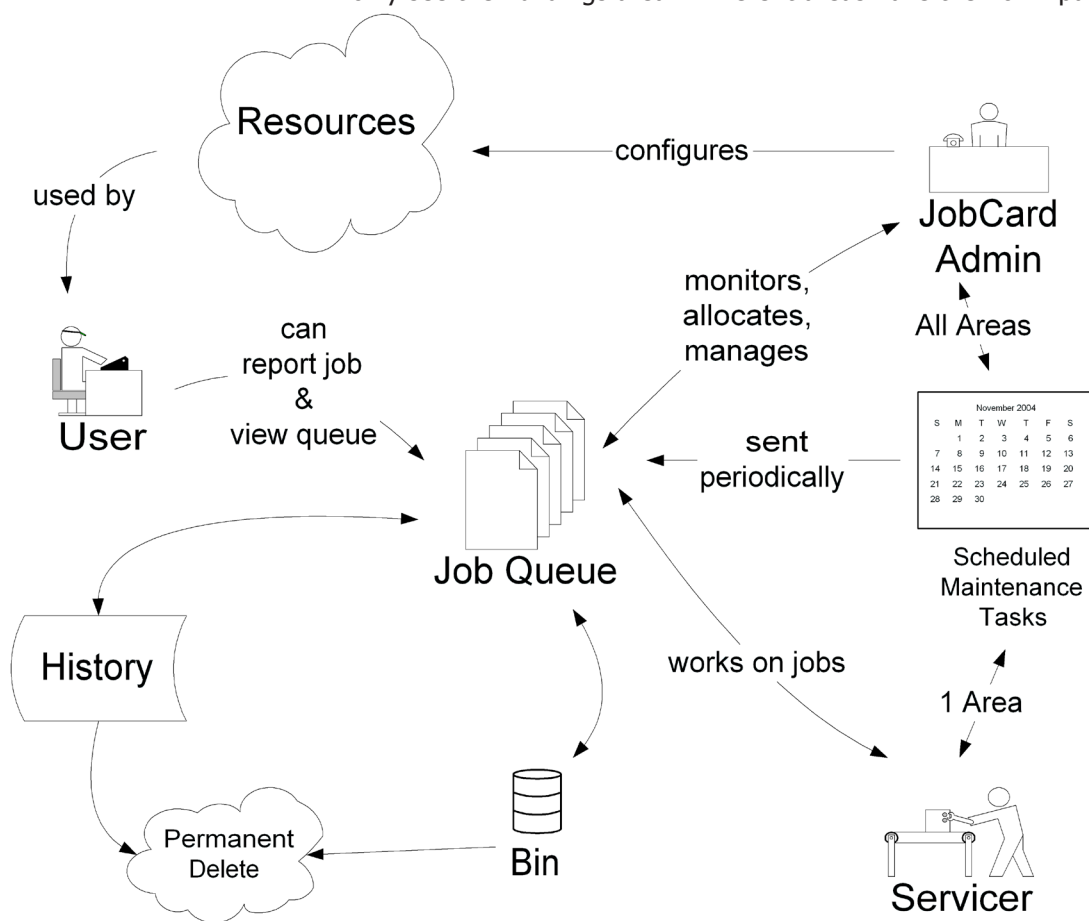 Resources
configures
JobCard
Admin
used by
monitors,
allocates,
manages
All Areas
can
report job
&
view queue
User
November 2004
S M T W T F S
1 2 3 4 5 6
7 8 9 10 11 12 13
14 15 16 17 18 19 20
21 22 23 24 25 26 27
28 29 30
sent
periodically
Job Queue
Scheduled
Maintenance
Tasks
History
works on jobs
1 Area
Permanent
Delete
Bin
Servicer